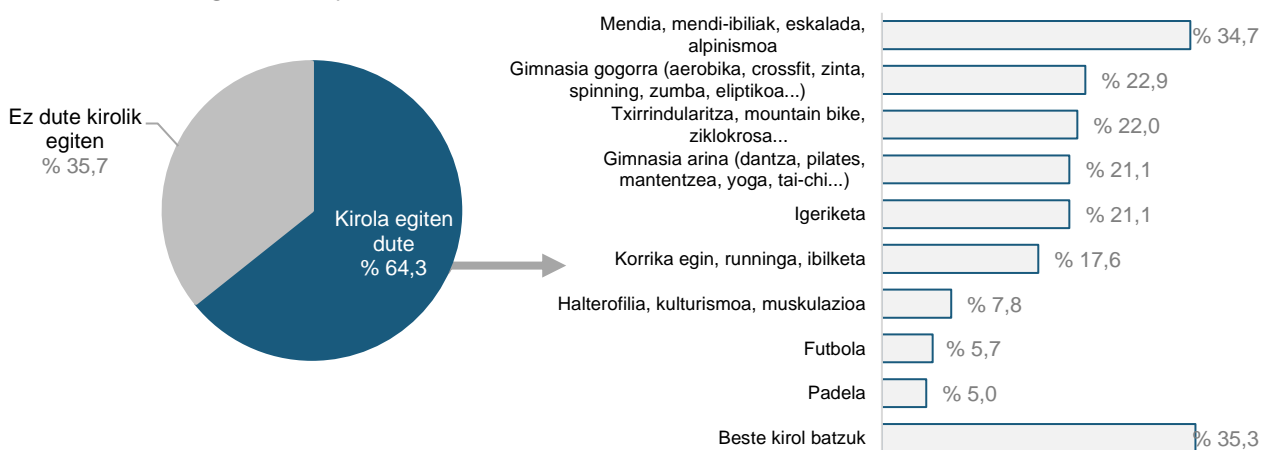 Ez dute kirolik
egiten
% 35,7
Kirola egiten
dute
% 64,3
Mendia, mendi-ibiliak, eskalada,
alpinismoa
% 34,7
Gimnasia gogorra (aerobika, crossfit, zinta,
spinning, zumba, eliptikoa...)
% 22,9
Txirrindularitza, mountain bike,
ziklokrosa...
% 22,0
Gimnasia arina (dantza, pilates,
mantentzea, yoga, tai-chi...)
% 21,1
Igeriketa
% 21,1
Korrika egin, runninga, ibilketa
% 17,6
Halterofilia, kulturismoa, muskulazioa
% 7,8
Futbola
% 5,7
Padela
% 5,0
Beste kirol batzuk
% 35,3